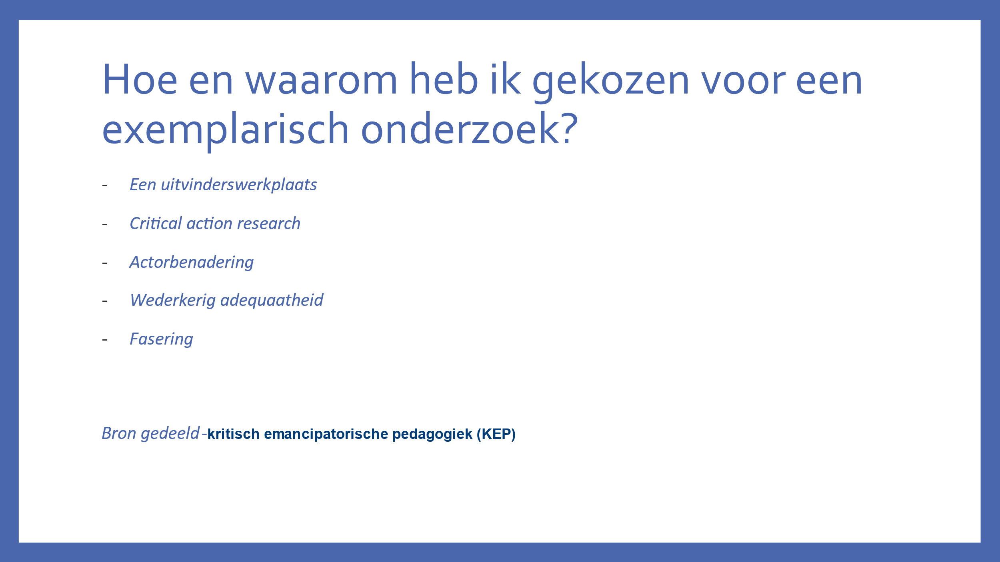 Hoe en waarom heb ik gekozen voor een
exemplarisch onderzoek?
- Een uitvinderswerkplaats
- Critical action research
- Actorbenadering
- Wederkerig adequaatheid
- Fasering
Bron gedeeld -kritisch emancipatorische pedagogiek (KEP)